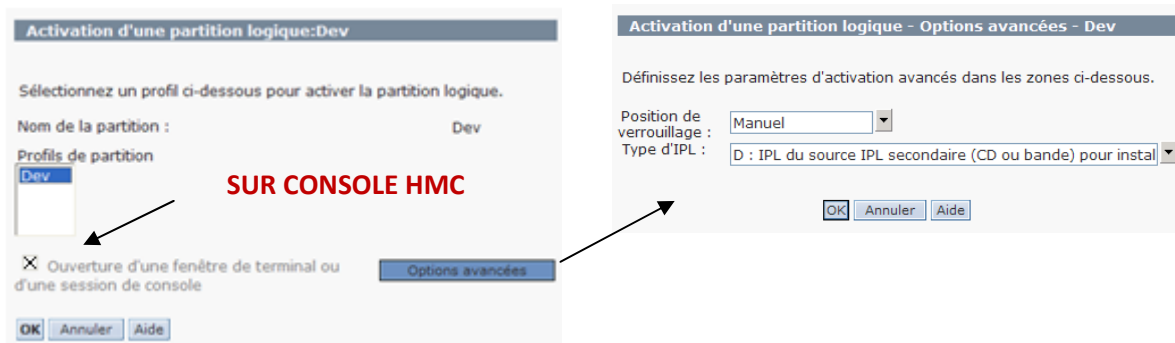 Activation d'une partition logique:Dev
Sélectionnez un profil ci-dessous pour activer la partition logique.
Nom de la partition :
Dev
Profils de partition
Dev
SUR CONSOLE HMC
Ouverture d'une fenêtre de terminal ou
d'une session de console
Options avancées
OK Annuler Aide
Activation d'une partition logique - Options avancées - Dev
Définissez les paramètres d'activation avancés dans les zones ci-dessous.
Position de
verrouillage :
Manuel
Type d'IPL :
D : IPL du source IPL secondaire (CD ou bande) pour instal
OK Annuler Aide